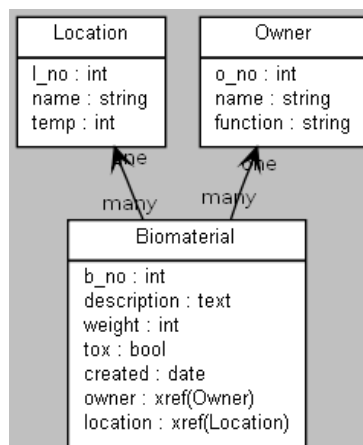 Location
l_no : int
name : string
temp : int
Owner
o_no : int
name : string
function : string
one
one
many
many
Biomaterial
b_no : int
description : text
weight : int
tox : bool
created : date
owner : xref(Owner)
location : xref(Location)